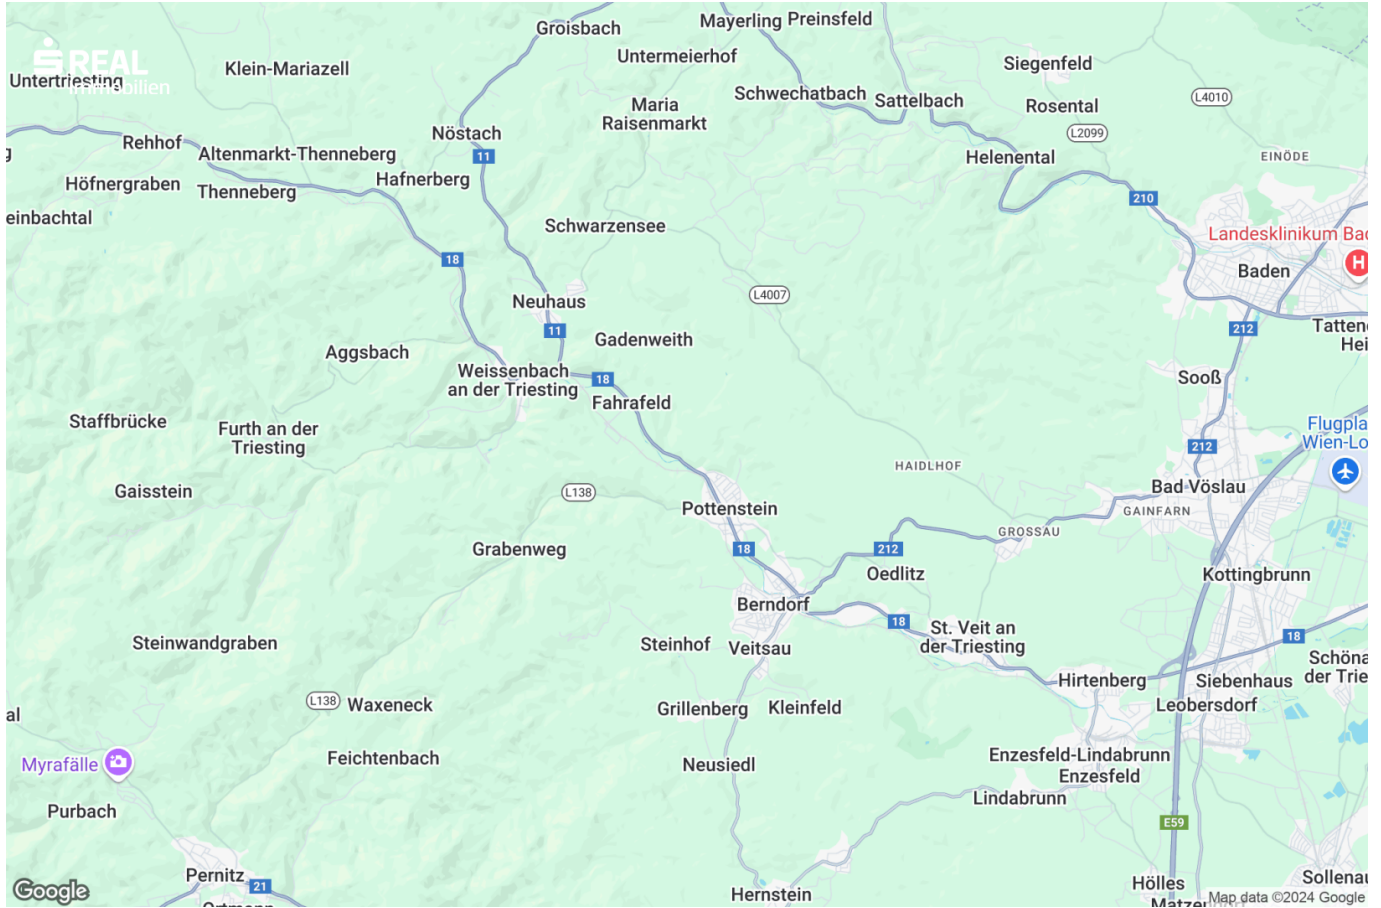 Groisbach
Mayerling
Preinsfeld
S REAL
Immobilien
Untertriesting
Klein-Mariazell
Untermeierhof
Siegenfeld
Schwechatbach
Sattelbach
Rosental
L4010
Maria
Raisenmarkt
L2099
Nöstach
Rehhof
Altenmarkt-Thenneberg
11
Helenental
EINÖDE
Höfnergraben
Thenneberg
Hafnerberg
210
einbachtal
Schwarzensee
Landesklinikum Bad
H
18
Baden
Neuhaus
L4007
11
Gadenweith
212
Tatten
Hei
Aggsbach
Weissenbach
an der Triesting
18
Sooß
Fahrafeld
Staffbrücke
Furth an der
Triesting
Flugpla
Wien-Lo
212
HAIDLHOF
Gaisstein
L138
Bad Vöslau
Pottenstein
GAINFARN
GROSSAU
Grabenweg
18
212
Oedlitz
Kottingbrunn
Berndorf
18
St. Veit an
der Triesting
18
Steinwandgraben
Steinhof
Veitsau
Schöna
der Trie
Hirtenberg
Siebenhaus
L138
Waxeneck
Grillenberg
Kleinfeld
Leobersdorf
al
Feichtenbach
Neusiedl
Enzesfeld-Lindabrunn
Enzesfeld
Myrafälle
Lindabrunn
Purbach
E59
Pernitz
21
Hernstein
Hölles
Sollenau
Google
Map data ©2024 Google